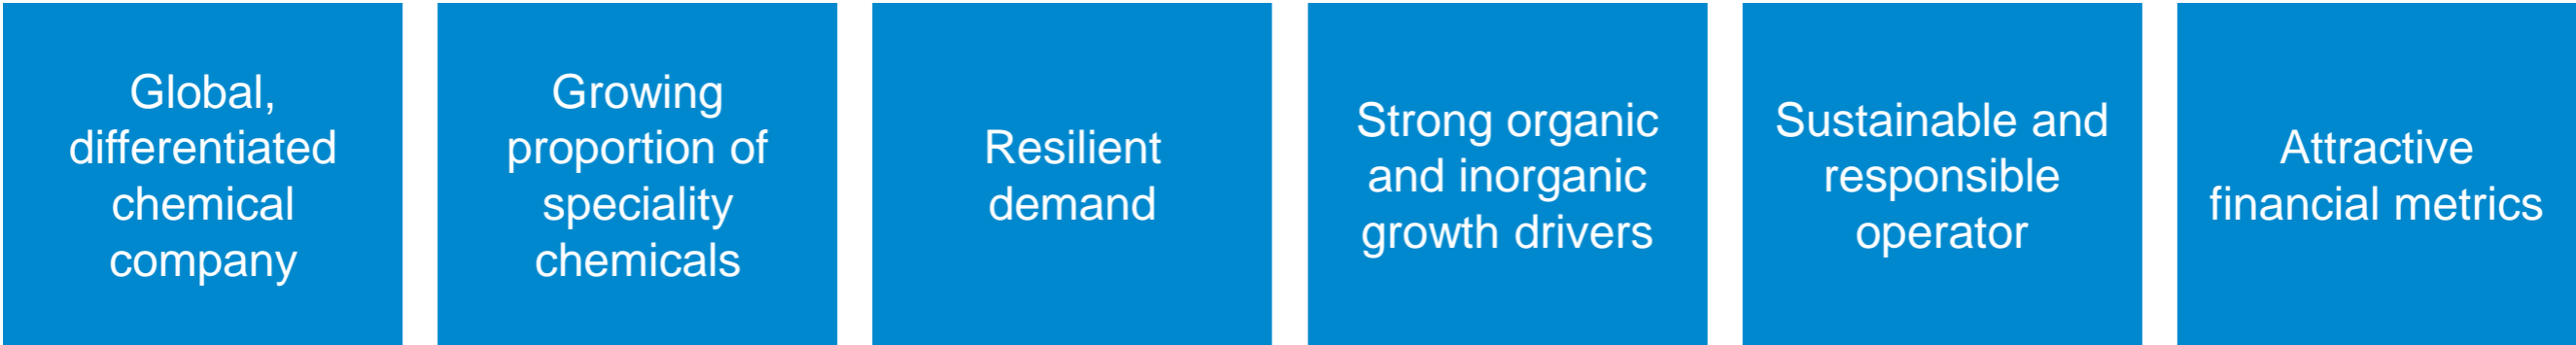 Global,
differentiated
chemical
company
Growing
proportion of
speciality
chemicals
Resilient
demand
Strong organic
and inorganic
growth drivers
Sustainable and
responsible
operator
Attractive
financial metrics